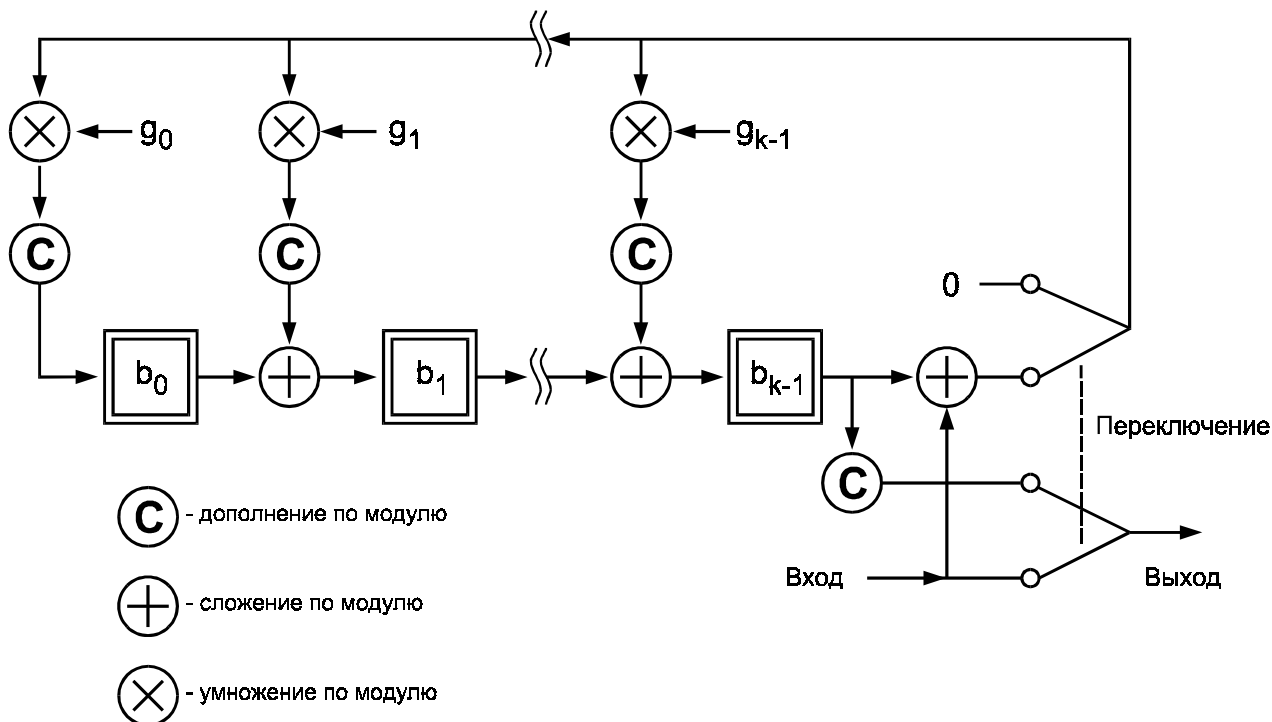 g0
g1
gk-1
C
C
C
0
b0
b1
bk-1
Переключение
C
C - дополнение по модулю
Вход
Выход
- сложение по модулю
- умножение по модулю